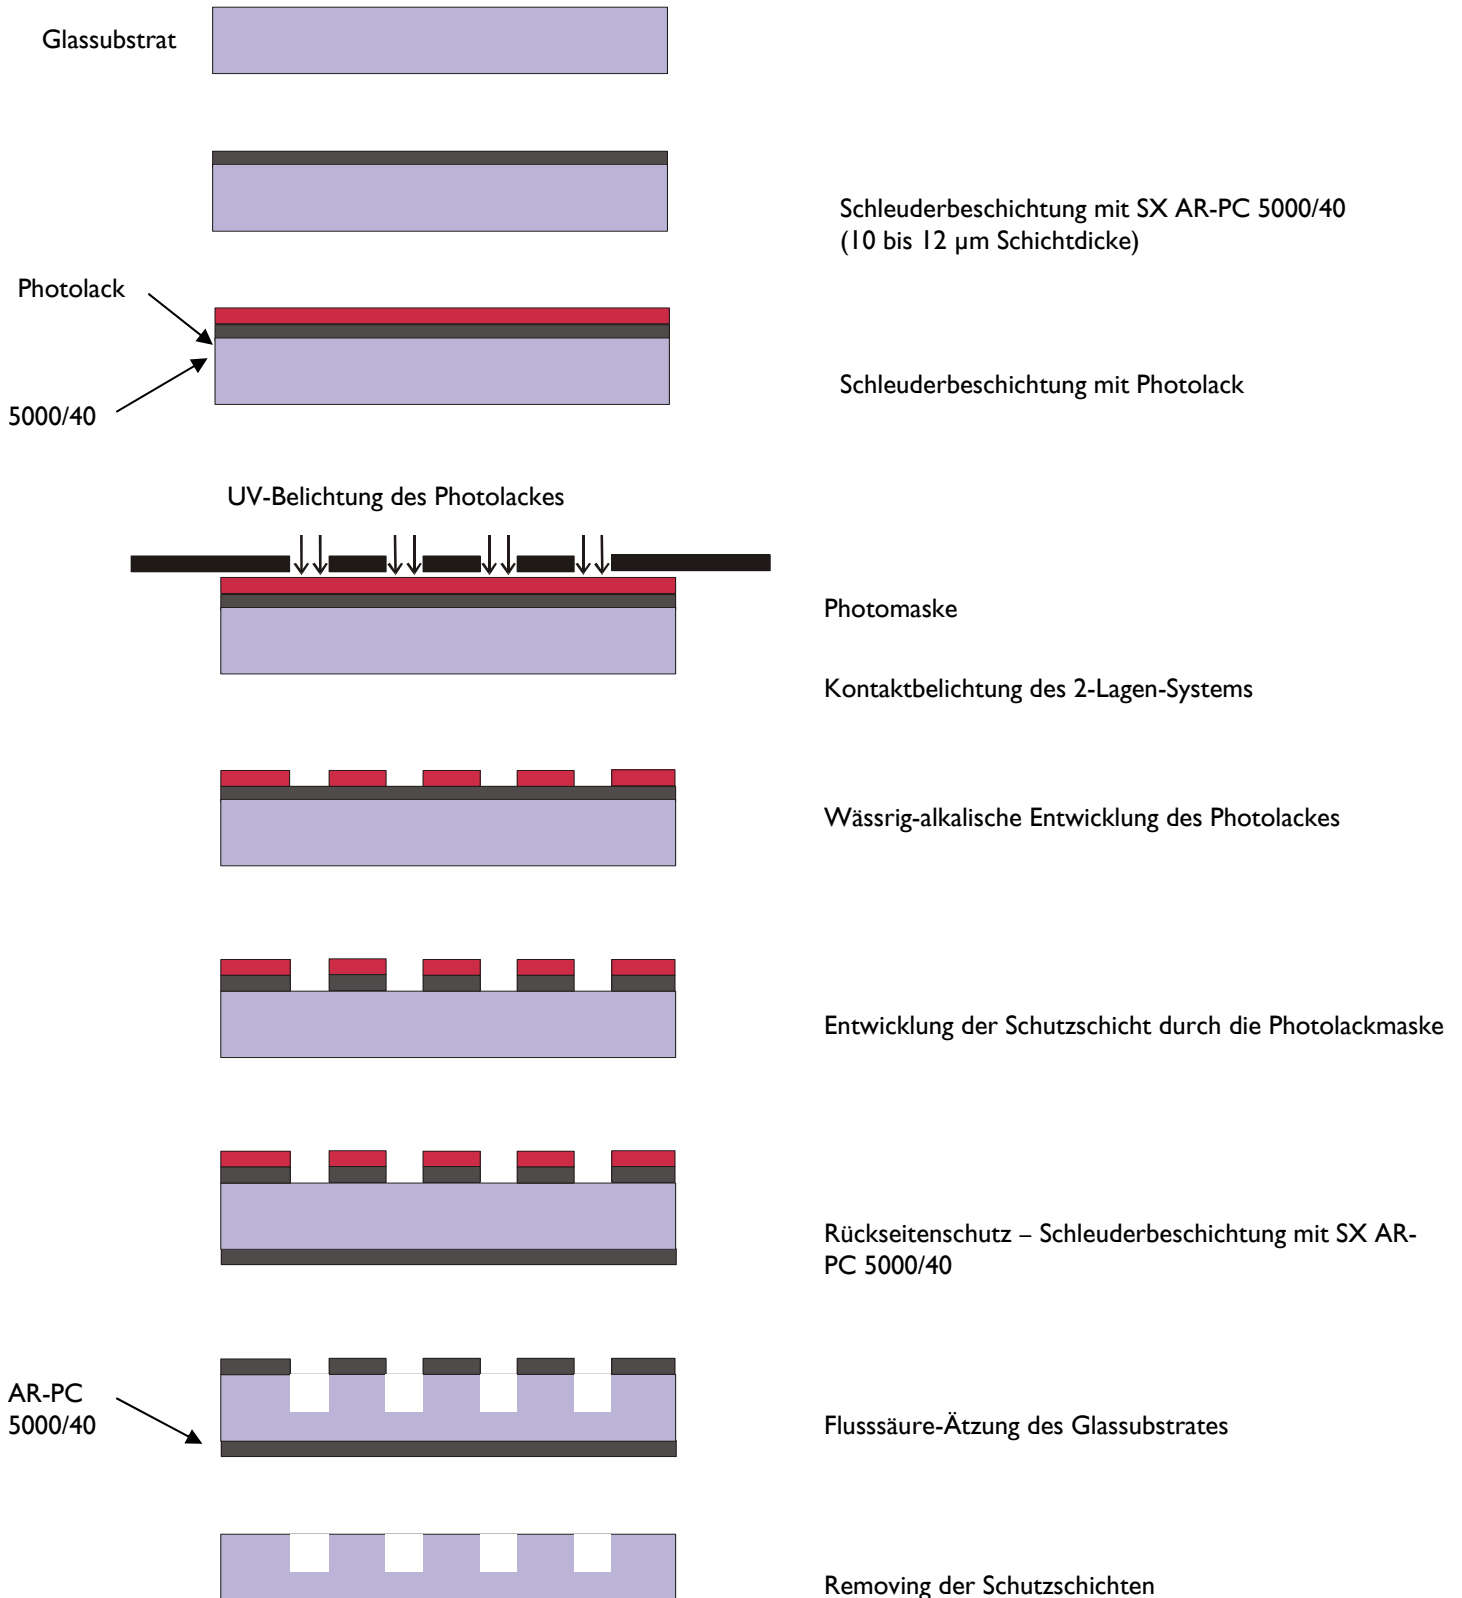 Glassubstrat
Schleuderbeschichtung mit SX AR-PC 5000/40
(10 bis 12 µm Schichtdicke)
Photolack
Schleuderbeschichtung mit Photolack
5000/40
UV-Belichtung des Photolackes
Photomaske
Kontaktbelichtung des 2-Lagen-Systems
Wässrig-alkalische Entwicklung des Photolackes
Entwicklung der Schutzschicht durch die Photolackmaske
Rückseitenschutz – Schleuderbeschichtung mit SX AR-
PC 5000/40
AR-PC
5000/40
Flusssäure-Ätzung des Glassubstrates
Removing der Schutzschichten